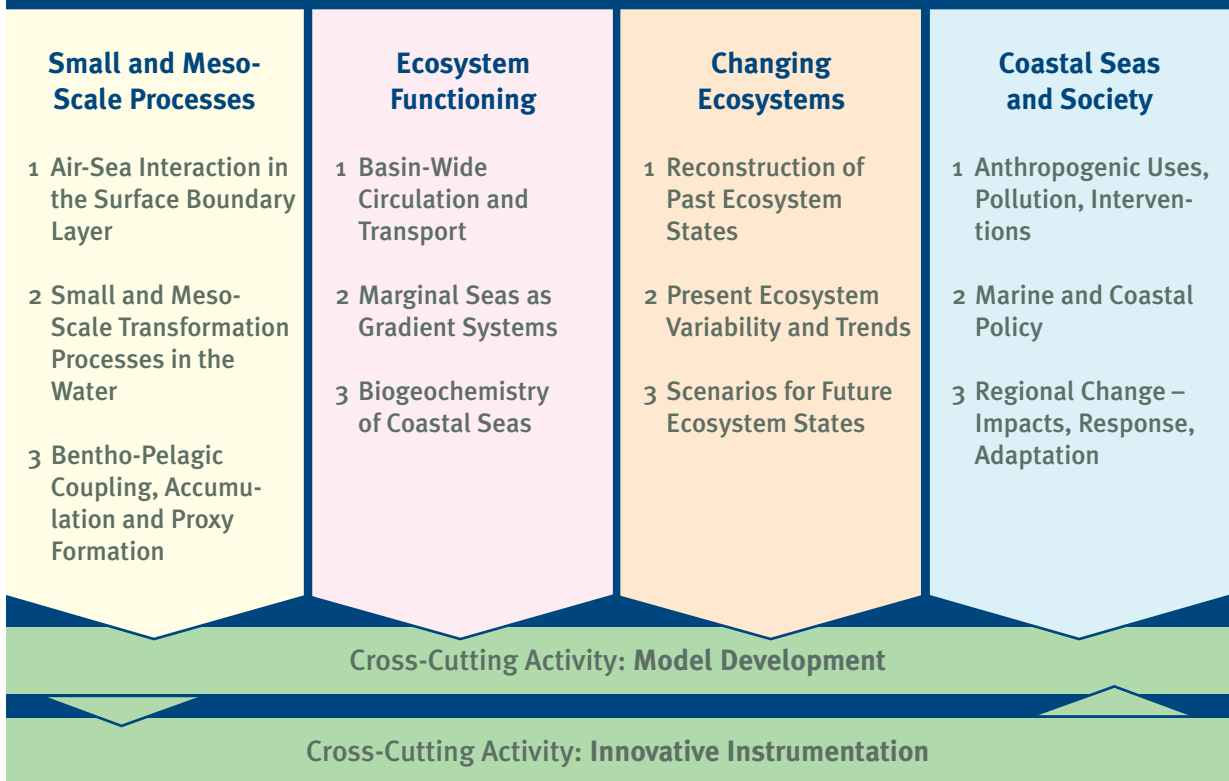 Small and Meso-
Scale Processes
1 Air-Sea Interaction in
the Surface Boundary
Layer
2 Small and Meso-
Scale Transformation
Processes in the
Water
3 Bentho-Pelagic
Coupling, Accumu-
lation and Proxy
Formation
Ecosystem
Functioning
1 Basin-Wide
Circulation and
Transport
2 Marginal Seas as
Gradient Systems
3 Biogeochemistry
of Coastal Seas
Changing
Ecosystems
1 Reconstruction of
Past Ecosystem
States
2 Present Ecosystem
Variability and Trends
3 Scenarios for Future
Ecosystem States
Coastal Seas
and Society
1 Anthropogenic Uses,
Pollution, Interven-
tions
2 Marine and Coastal
Policy
3 Regional Change –
Impacts, Response,
Adaptation
Cross-Cutting Activity: Model Development
Cross-Cutting Activity: Innovative Instrumentation